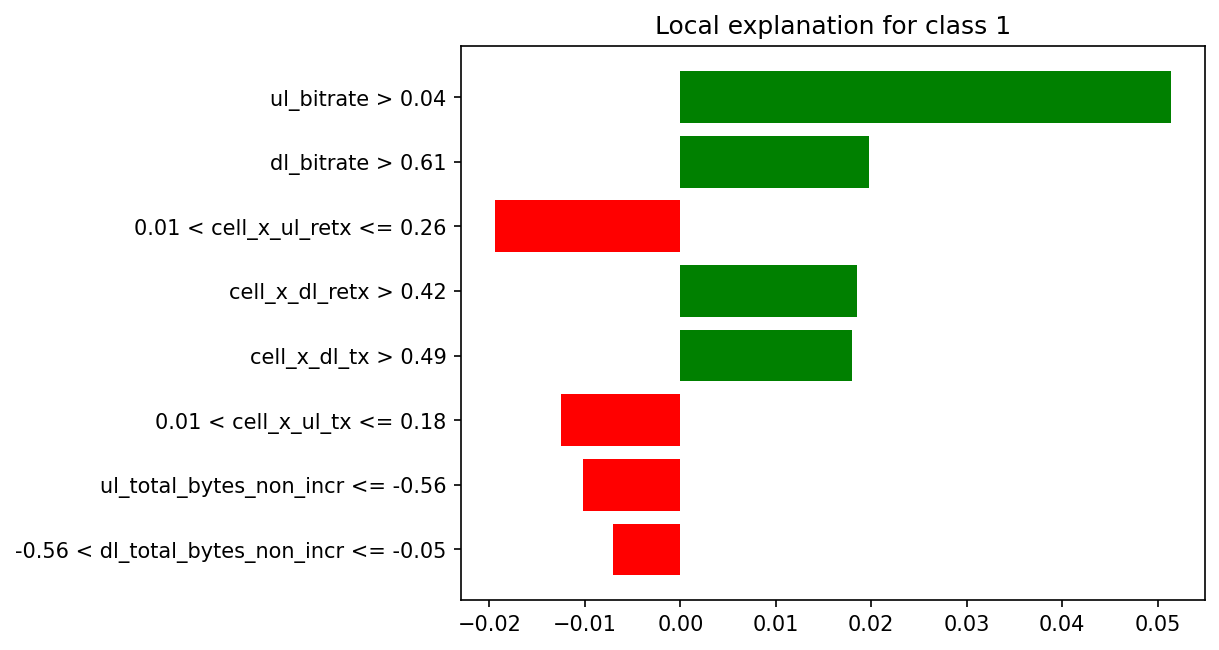 Local explanation for class 1
ul_bitrate > 0.04
dl_bitrate > 0.61
0.01 < cell_x_ul_retx <= 0.26
cell_x_dl_retx > 0.42
cell_x_dl_tx > 0.49
0.01 < cell_x_ul_tx <= 0.18
ul_total_bytes_non_incr <= -0.56
-0.56 < dl_total_bytes_non_incr <= -0.05
−0.02 −0.01 0.00 0.01 0.02 0.03 0.04 0.05